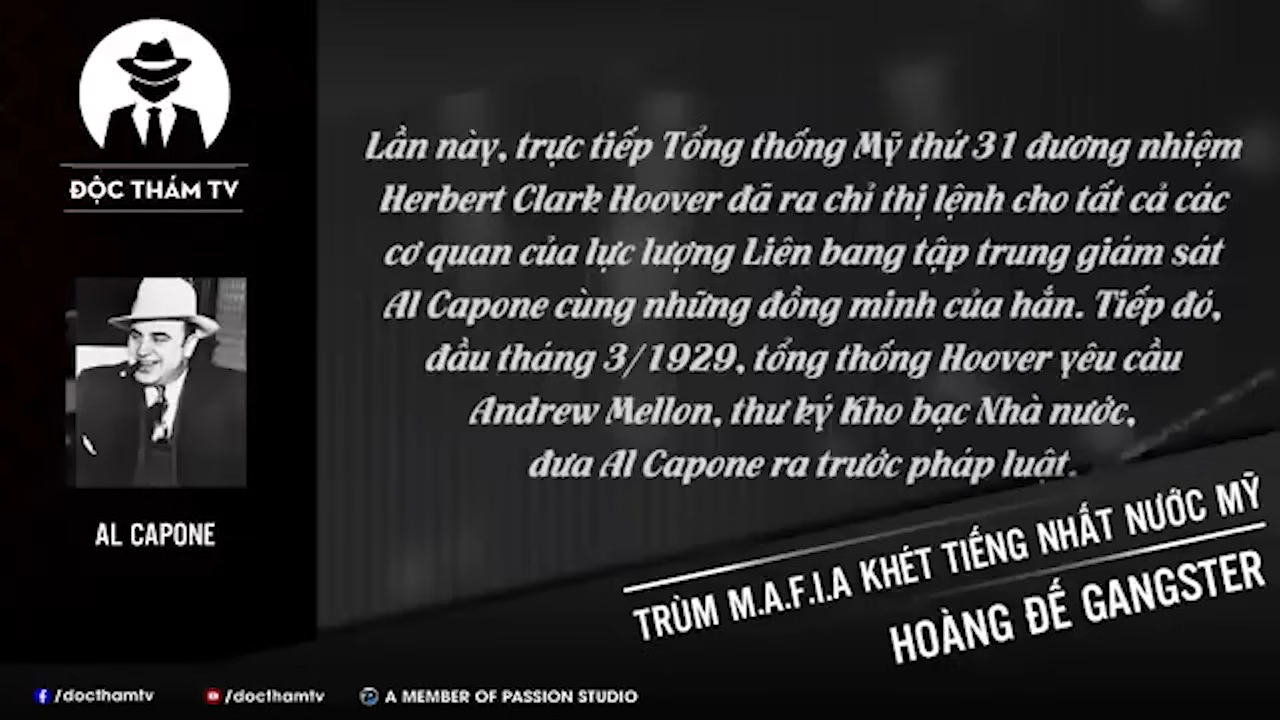 ĐỘC THÁM TV
AL CAPONE
Lần này, trực tiếp Tổng thống Mỹ thứ 31 đương nhiệm
Herbert Clark Hoover đã ra chỉ thị lệnh cho tất cả các
cơ quan của lực lượng Liên bang tập trung giám sát
Al Capone cùng những đồng minh của hắn. Tiếp đó,
đầu tháng 3/1929, tổng thống Hoover yêu cầu
Andrew Mellon, thư ký Kho bạc Nhà nước,
đưa Al Capone ra trước pháp luật.
TRÙM M.A.F.I.A KHÉT TIẾNG NHẤT NƯỚC MỸ
HOÀNG ĐẾ GANGSTER
/docthamtv
/docthamtv
A MEMBER OF PASSION STUDIO